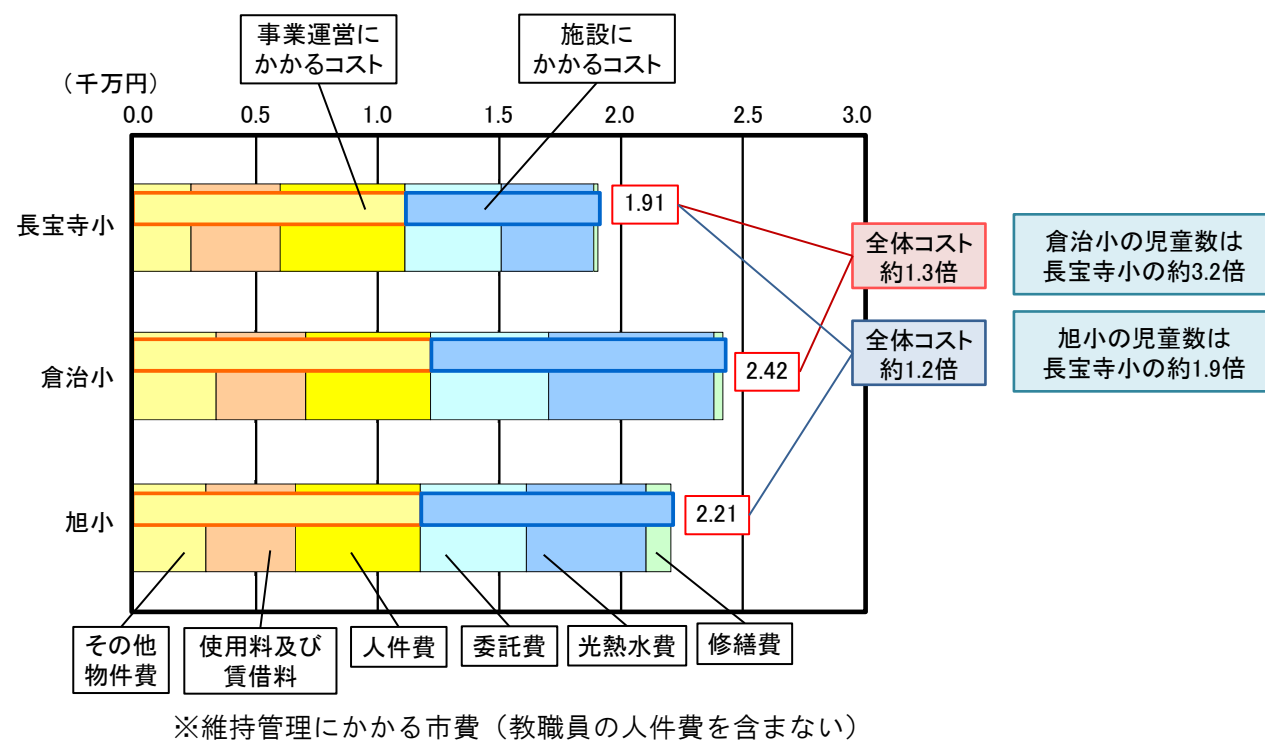 事業運営に
かかるコスト
施設に
かかるコスト
（千万円）
0.0 0.5 1.0 1.5 2.0 2.5 3.0
長宝寺小
1.91
倉治小
2.42
旭小
2.21
全体コスト
約1.3倍
倉治小の児童数は
長宝寺小の約3.2倍
全体コスト
約1.2倍
旭小の児童数は
長宝寺小の約1.9倍
その他
物件費
使用料及び
賃借料
人件費
委託費
光熱水費
修繕費
※維持管理にかかる市費（教職員の人件費を含まない）